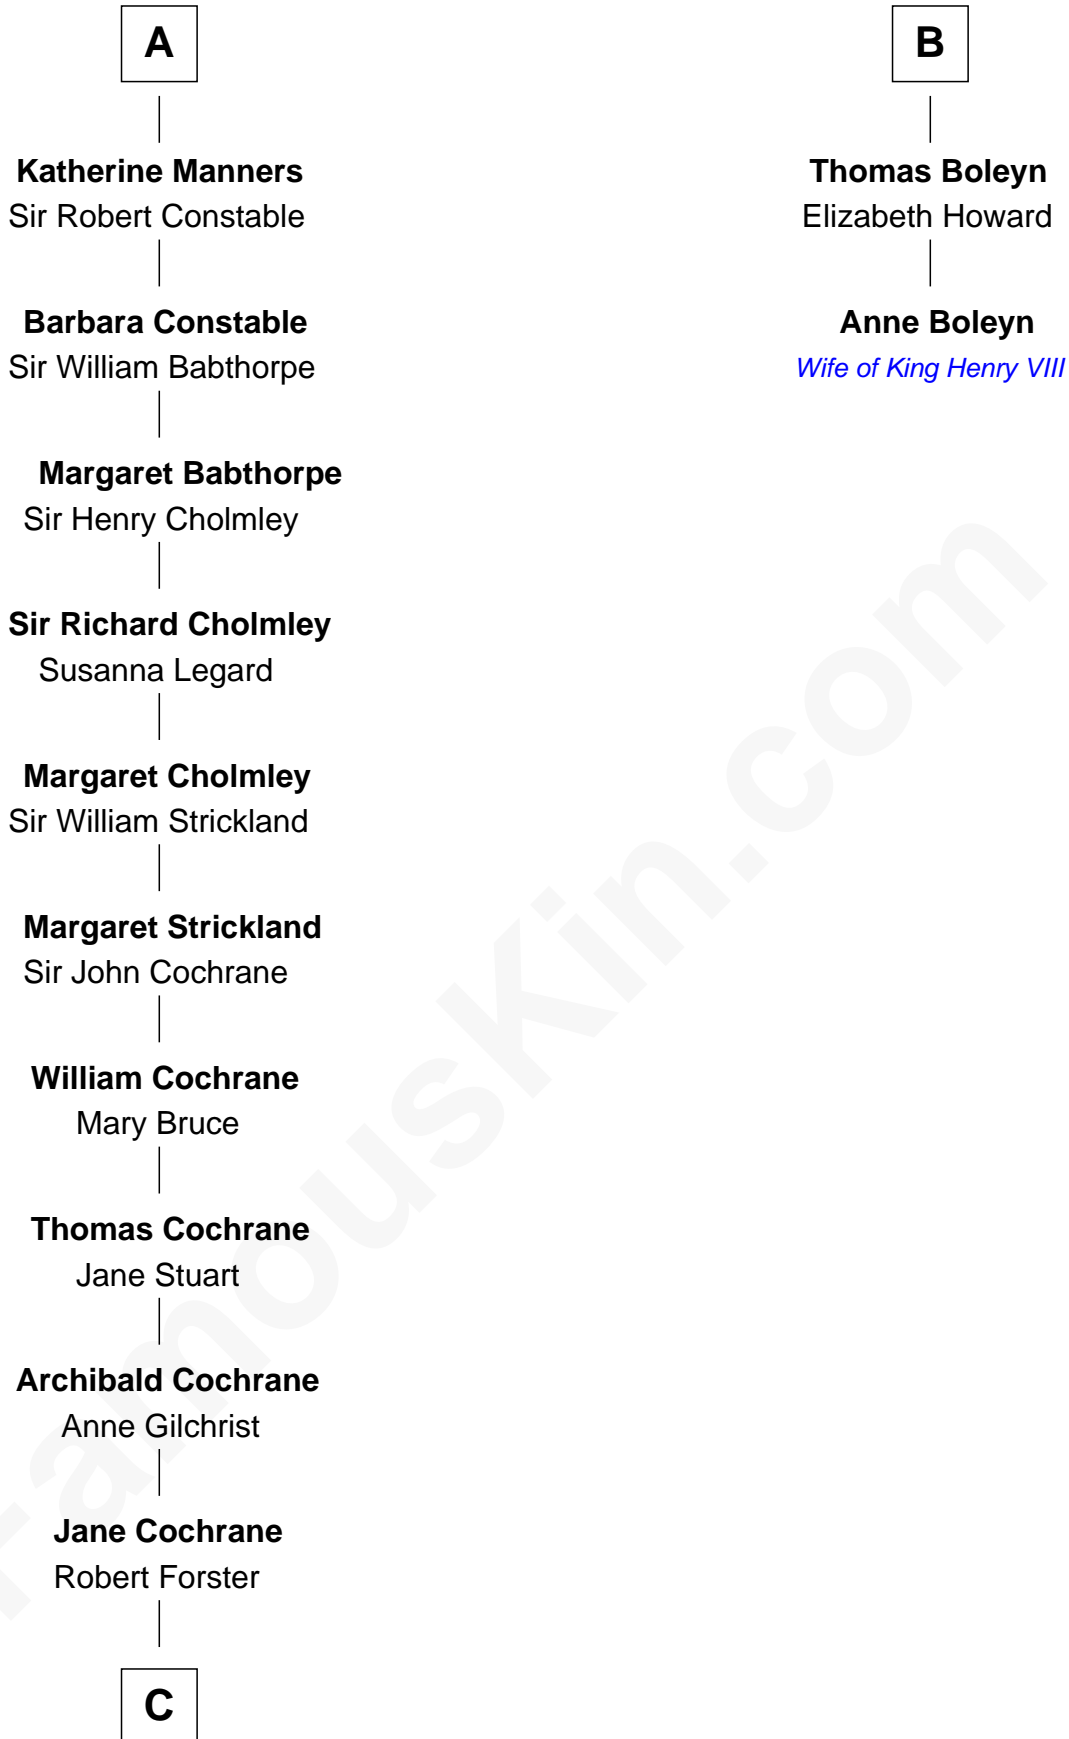 A
Katherine Manners
Sir Robert Constable
Barbara Constable
Sir William Babthorpe
Margaret Babthorpe
Sir Henry Cholmley
Sir Richard Cholmley
Susanna Legard
Margaret Cholmley
Sir William Strickland
Margaret Strickland
Sir John Cochrane
William Cochrane
Mary Bruce
Thomas Cochrane
Jane Stuart
Archibald Cochrane
Anne Gilchrist
Jane Cochrane
Robert Forster
C
B
Thomas Boleyn
Elizabeth Howard
Anne Boleyn
Wife of King Henry VIII
FamousKin.com